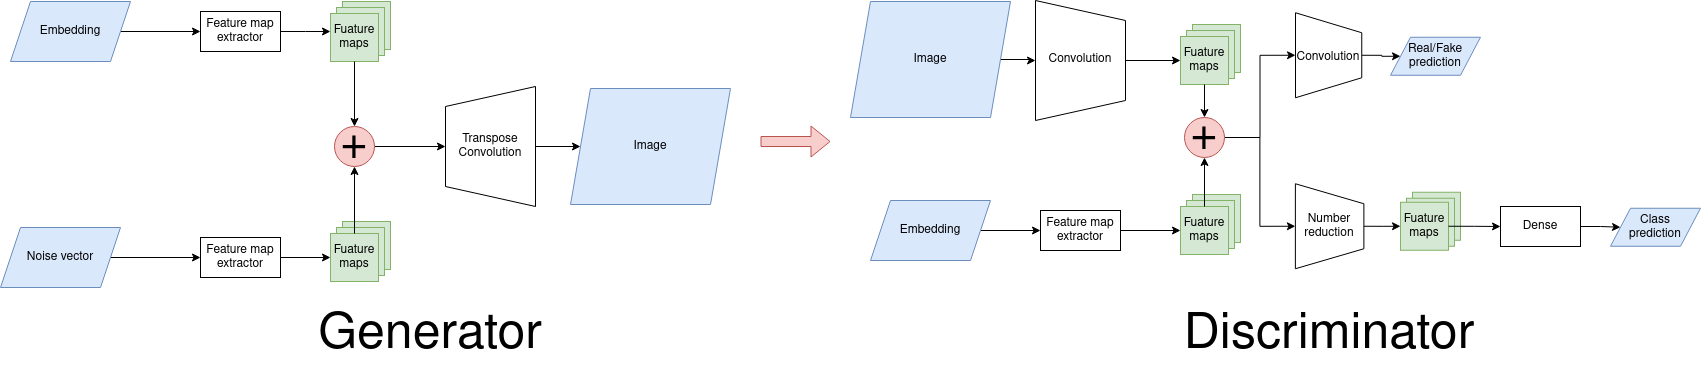 Embedding
Feature map
extractor
Fuature
maps
Transpose
Convolution
Image
Noise vector
Feature map
extractor
Fuature
maps
Generator
Image
Convolution
Fuature
maps
Convolution
Real/Fake
prediction
Embedding
Feature map
extractor
Fuature
maps
Number
reduction
Fuature
maps
Dense
Class
prediction
Discriminator